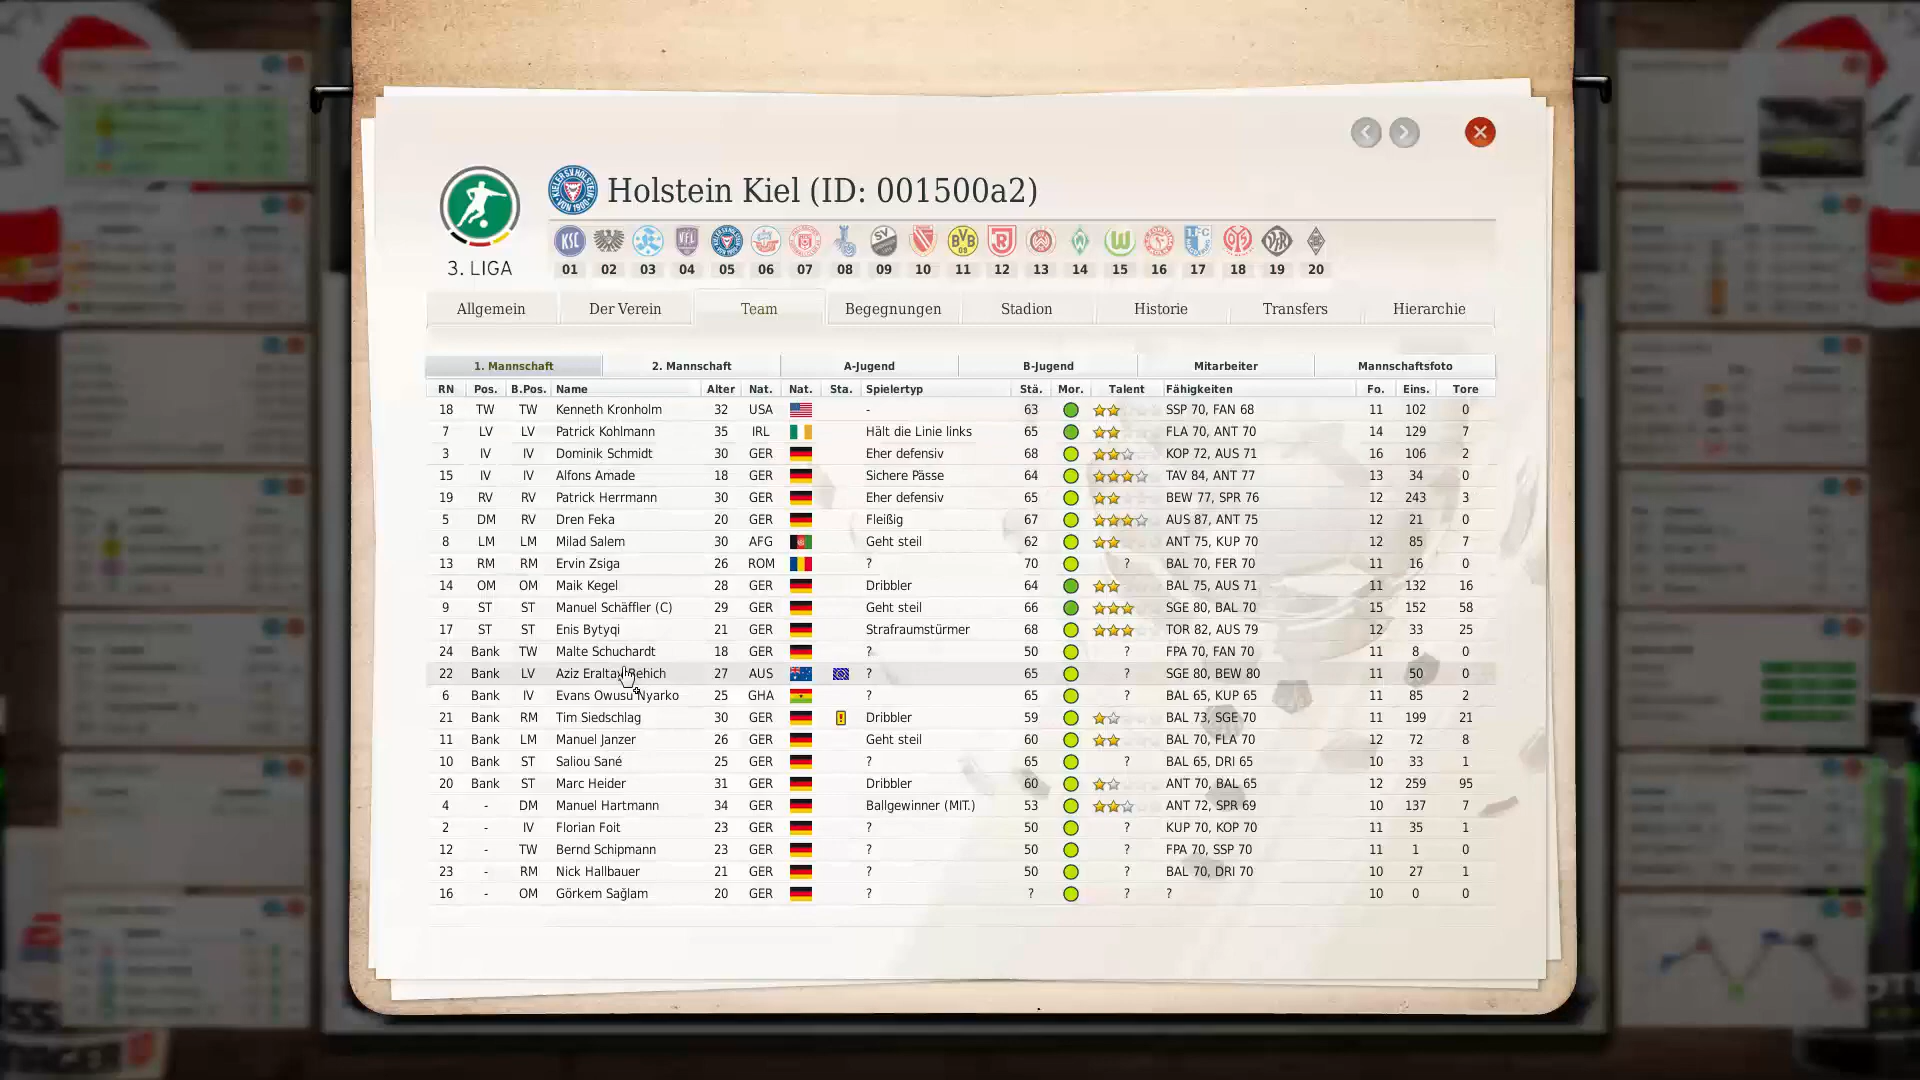 Holstein Kiel (ID: 001500a2)
3. LIGA
01 02 03 04 05 06 07 08 09 10 11 12 13 14 15 16 17 18 19 20
Allgemein Der Verein Team Begegnungen Stadion Historie Transfers Hierarchie
1. Mannschaft 2. Mannschaft A-Jugend B-Jugend Mitarbeiter Mannschaftsfoto
RN Pos. B.Pos. Name Alter Nat. Nat. Sta. Spielertyp Stä. Mor. Talent Fähigkeiten Fo. Eins. Tore
18 TW TW Kenneth Kronholm 32 USA - 63 SSP 70, FAN 68 11 102 0
7 LV LV Patrick Kohlmann 35 IRL Hält die Linie links 65 FLA 70, ANT 70 14 129 7
3 IV IV Dominik Schmidt 30 GER Eher defensiv 68 KOP 72, AUS 71 16 106 2
15 IV IV Alfons Amade 18 GER Sichere Pässe 64 TAV 84, ANT 77 13 34 0
19 RV RV Patrick Herrmann 30 GER Eher defensiv 65 BEW 77, SPR 76 12 243 3
5 DM RV Dren Feka 20 GER Fleißig 67 AUS 87, ANT 75 12 21 0
8 LM LM Milad Salem 30 AFG Geht steil 62 ANT 75, KUP 70 12 85 7
13 RM RM Ervin Zsiga 26 ROM ? 70 ? BAL 70, FER 70 11 16 0
14 OM OM Maik Kegel 28 GER Dribbler 64 BAL 75, AUS 71 11 132 16
9 ST ST Manuel Schäffler (C) 29 GER Geht steil 66 SGE 80, BAL 70 15 152 58
17 ST ST Enis Bytyqi 21 GER Strafraumstürmer 68 TOR 82, AUS 79 12 33 25
24 Bank TW Malte Schuchardt 18 GER ? 50 ? FPA 70, FAN 70 11 8 0
22 Bank LV Aziz Eraltay Behich 27 AUS ? 65 ? SGE 80, BEW 80 11 50 0
6 Bank IV Evans Owusu Nyarko 25 GHA ? 65 ? BAL 65, KUP 65 11 85 2
21 Bank RM Tim Siedschlag 30 GER Dribbler 59 BAL 73, SGE 70 11 199 21
11 Bank LM Manuel Janzer 26 GER Geht steil 60 BAL 70, FLA 70 12 72 8
10 Bank ST Saliou Sané 25 GER ? 65 ? BAL 65, DRI 65 10 33 1
20 Bank ST Marc Heider 31 GER Dribbler 60 ANT 70, BAL 65 12 259 95
4 - DM Manuel Hartmann 34 GER Ballgewinner (MIT.) 53 ANT 72, SPR 69 10 137 7
2 - IV Florian Foit 23 GER ? 50 ? KUP 70, KOP 70 11 35 1
12 - TW Bernd Schipmann 23 GER ? 50 ? FPA 70, SSP 70 11 1 0
23 - RM Nick Hallbauer 21 GER ? 50 ? BAL 70, DRI 70 10 27 1
16 - OM Görkem Sağlam 20 GER ? ? ? ? 10 0 0